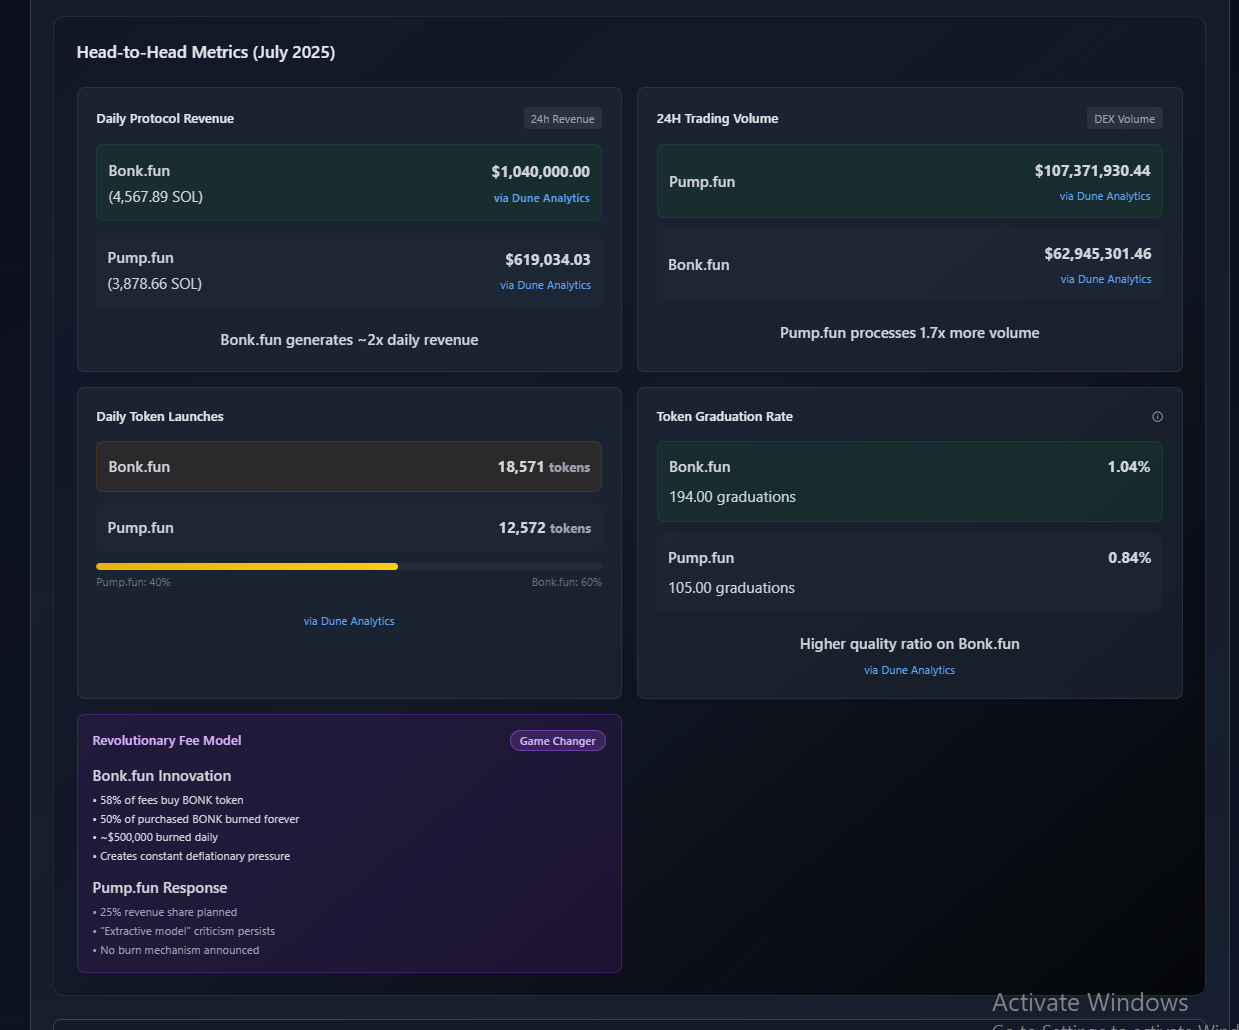 Head-to-Head Metrics (July 2025)
Daily Protocol Revenue
24h Revenue
Bonk.fun
$1,040,000.00
(4,567.89 SOL)
via Dune Analytics
Pump.fun
$619,034.03
(3,878.66 SOL)
via Dune Analytics
Bonk.fun generates ~2x daily revenue
24H Trading Volume
DEX Volume
Pump.fun
$107,371,930.44
via Dune Analytics
Bonk.fun
$62,945,301.46
via Dune Analytics
Pump.fun processes 1.7x more volume
Daily Token Launches
Bonk.fun
18,571 tokens
Pump.fun
12,572 tokens
Pump.fun: 40%
Bonk.fun: 60%
via Dune Analytics
Token Graduation Rate
Bonk.fun
1.04%
194.00 graduations
Pump.fun
0.84%
105.00 graduations
Higher quality ratio on Bonk.fun
via Dune Analytics
Revolutionary Fee Model
Game Changer
Bonk.fun Innovation
• 58% of fees buy BONK token
• 50% of purchased BONK burned forever
• ~$500,000 burned daily
• Creates constant deflationary pressure
Pump.fun Response
• 25% revenue share planned
• "Extractive model" criticism persists
• No burn mechanism announced
Activate Windows
Go to Settings to activate